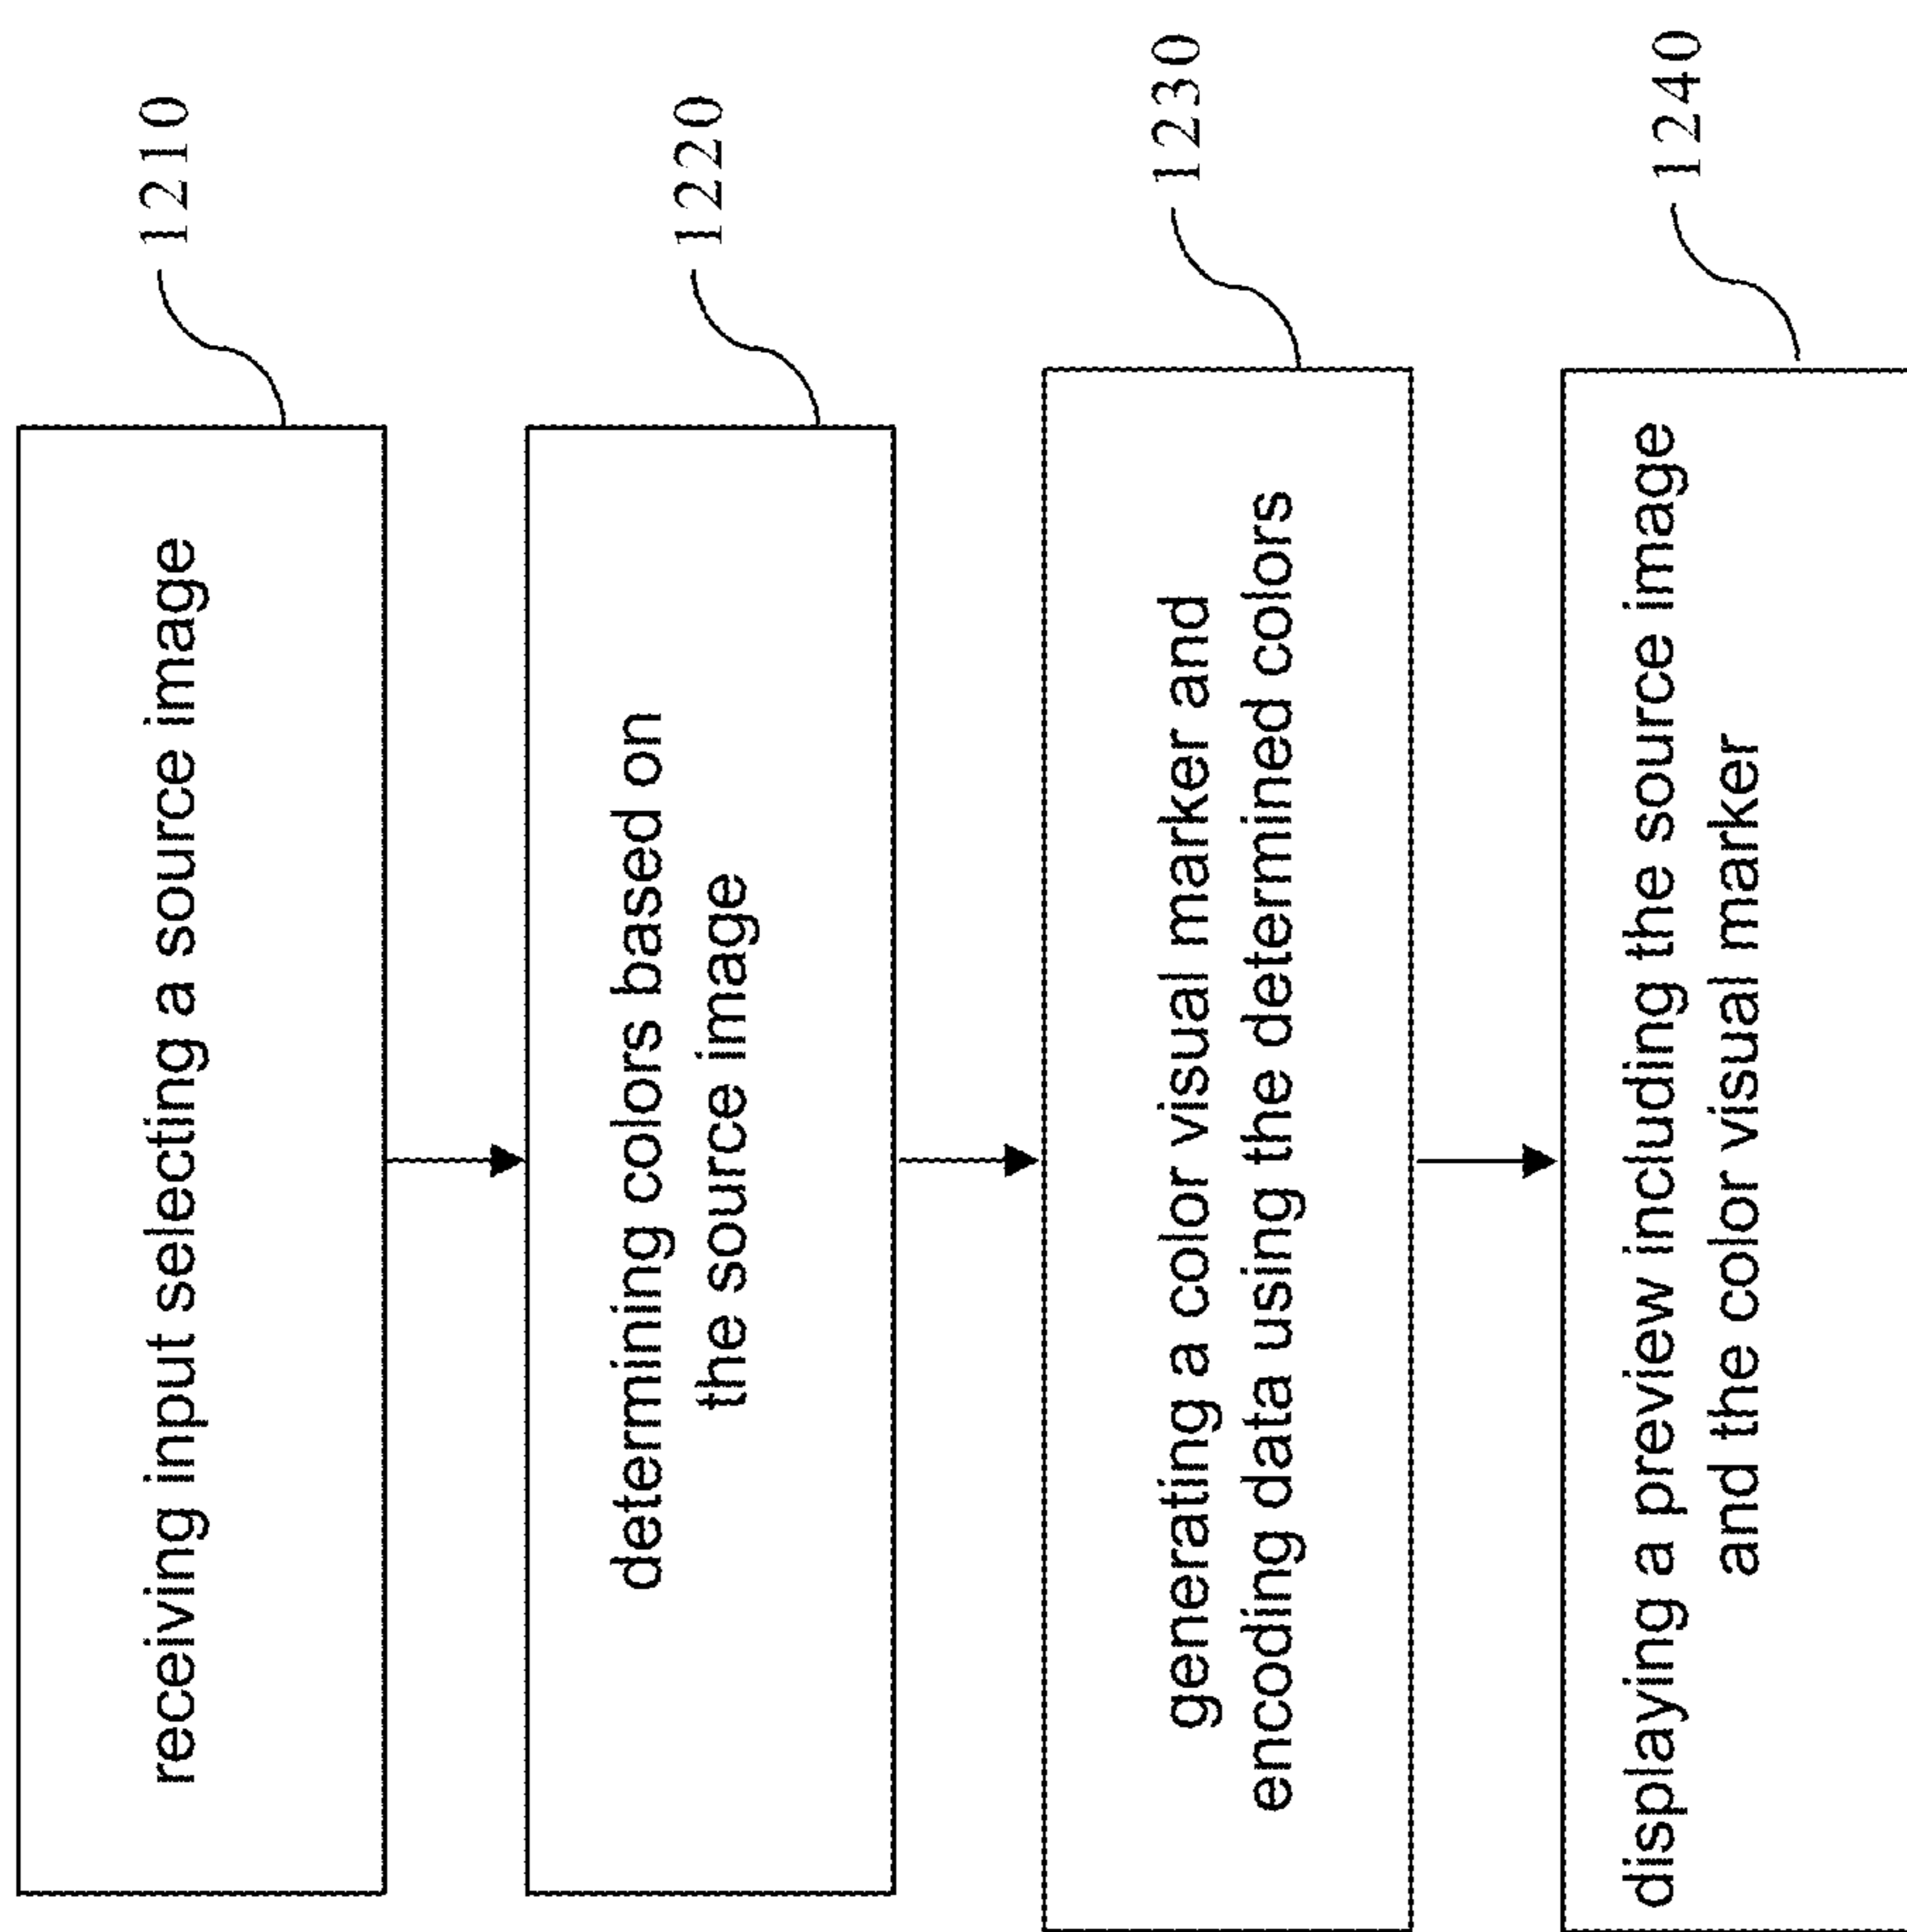 receiving input selecting a source image
1210
determining colors based on
the source image
1220
generating a color visual marker and
encoding data using the determined colors
1230
displaying a preview including the source image
and the color visual marker
1240